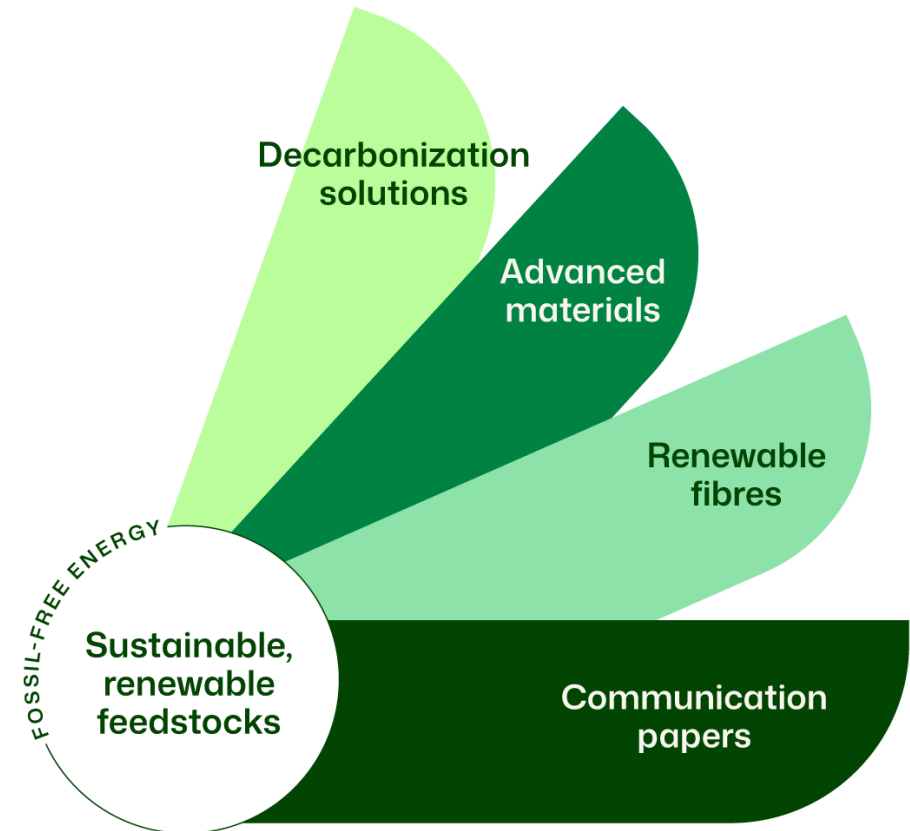 Decarbonization
solutions
Advanced
materials
Renewable
fibres
FOSSIL-FREE ENERGY
Sustainable,
renewable
feedstocks
Communication
papers